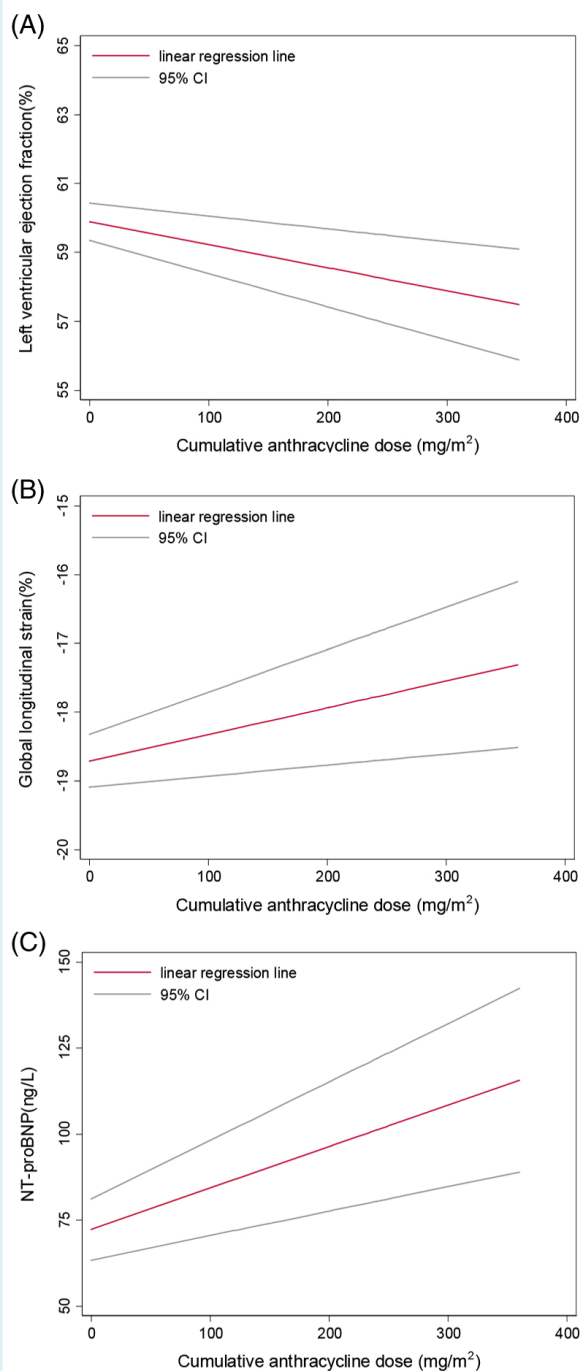 (A)
65
63
61
59
57
55
Left ventricular ejection fraction(%)
linear regression line
95% CI
0 100 200 300 400
Cumulative anthracycline dose (mg/m²)
(B)
-15
-16
-17
-18
-19
-20
Global longitudinal strain(%)
linear regression line
95% CI
0 100 200 300 400
Cumulative anthracycline dose (mg/m²)
(C)
150
125
100
75
50
NT-proBNP(ng/L)
linear regression line
95% CI
0 100 200 300 400
Cumulative anthracycline dose (mg/m²)